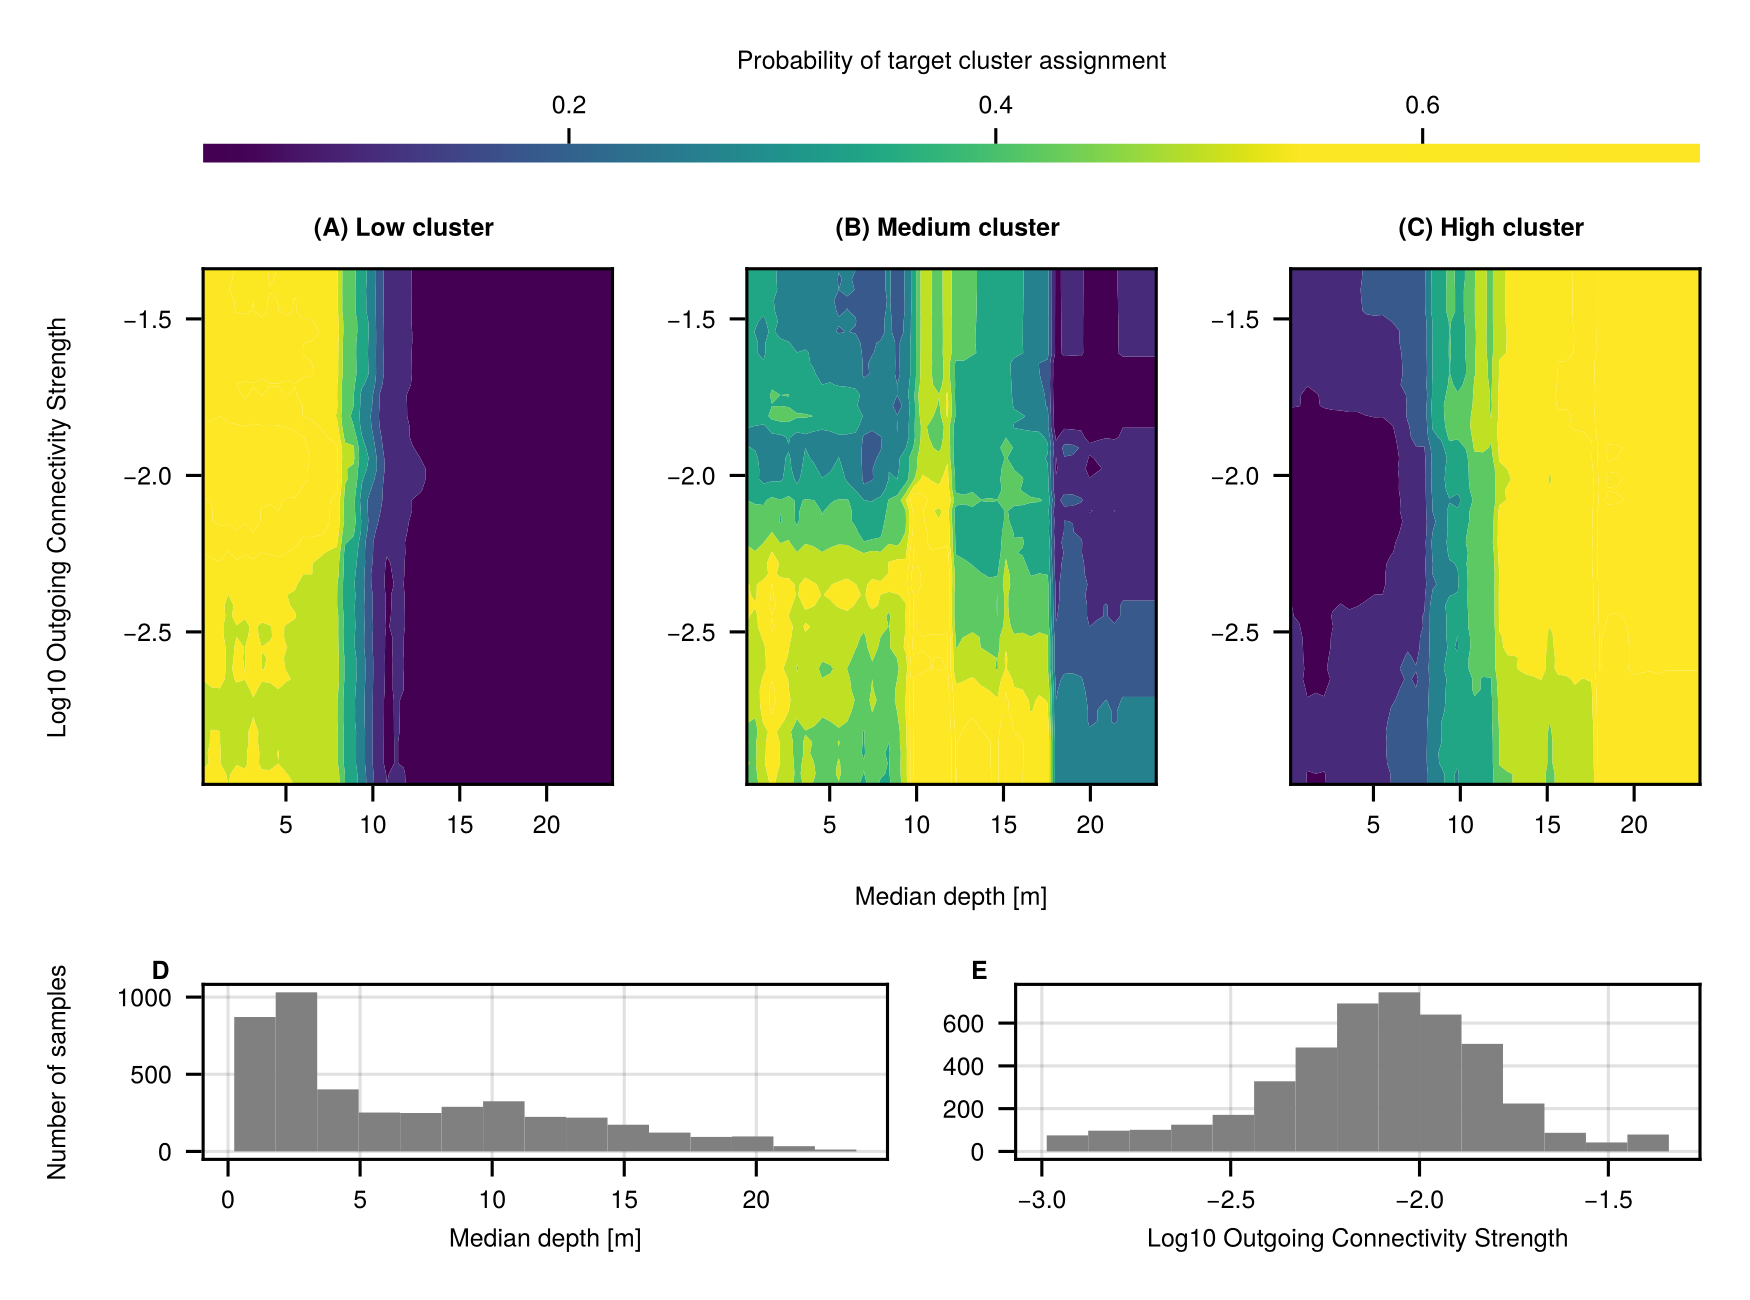 Probability of target cluster assignment
0.2 0.4 0.6
(A) Low cluster (B) Medium cluster (C) High cluster
Log10 Outgoing Connectivity Strength
−1.5 −1.5 −1.5
−2.0 −2.0 −2.0
−2.5 −2.5 −2.5
5 10 15 20 5 10 15 20 5 10 15 20
Median depth [m]
D E
Number of samples
1000
500
0
600
400
200
0
0 5 10 15 20
−3.0 −2.5 −2.0 −1.5
Median depth [m]
Log10 Outgoing Connectivity Strength